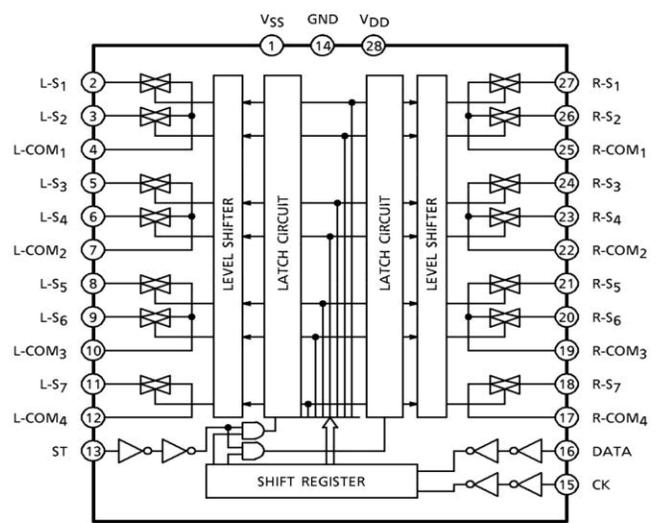 VSS GND VDD
1 14 28
L-S1 2 27 R-S1
L-S2 3 26 R-S2
L-COM1 4 25 R-COM1
L-S3 5 24 R-S3
L-S4 6 23 R-S4
L-COM2 7 22 R-COM2
L-S5 8 21 R-S5
L-S6 9 20 R-S6
L-COM3 10 19 R-COM3
L-S7 11 18 R-S7
L-COM4 12 17 R-COM4
ST 13 16 DATA
15 CK
LEVEL SHIFTER
LATCH CIRCUIT
LATCH CIRCUIT
LEVEL SHIFTER
SHIFT REGISTER